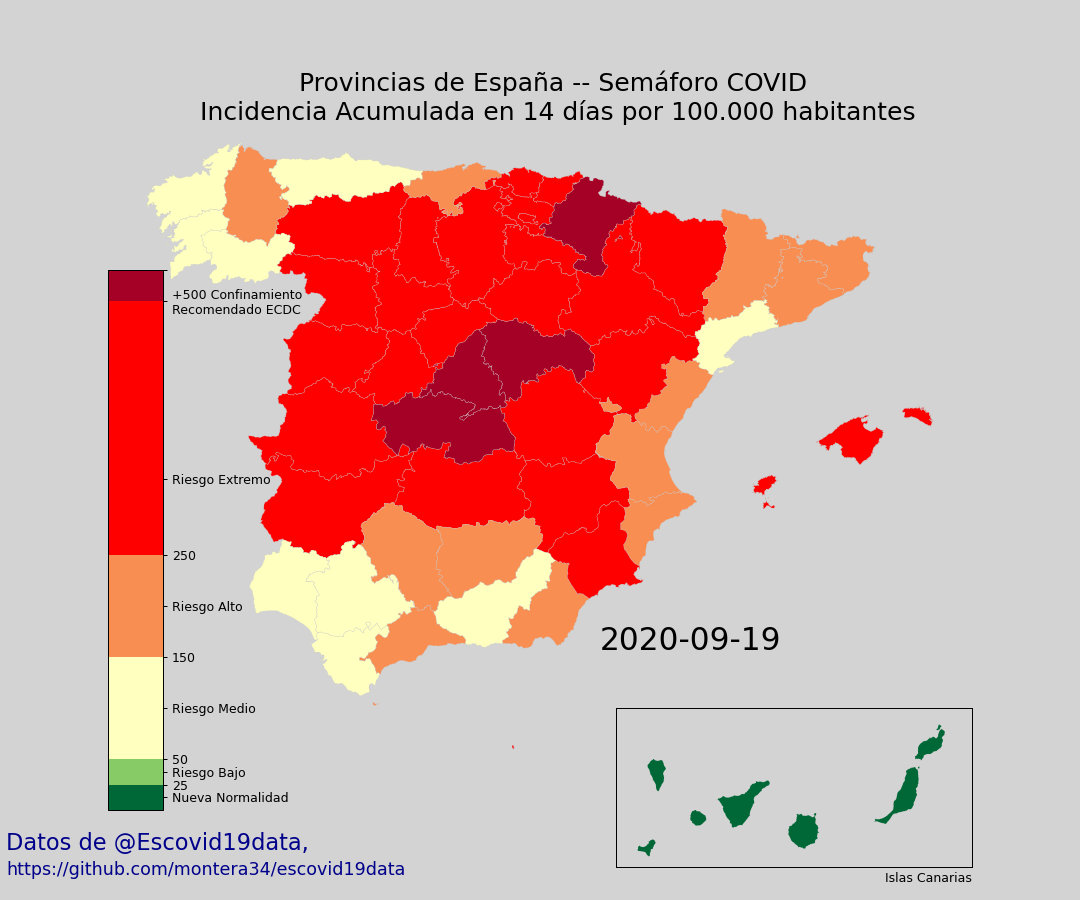 Provincias de España -- Semáforo COVID
Incidencia Acumulada en 14 días por 100.000 habitantes
+500 Confinamiento
Recomendado ECDC
Riesgo Extremo
250
Riesgo Alto
150
Riesgo Medio
50
Riesgo Bajo
25
Nueva Normalidad
2020-09-19
Islas Canarias
Datos de @Escovid19data,
https://github.com/montera34/escovid19data